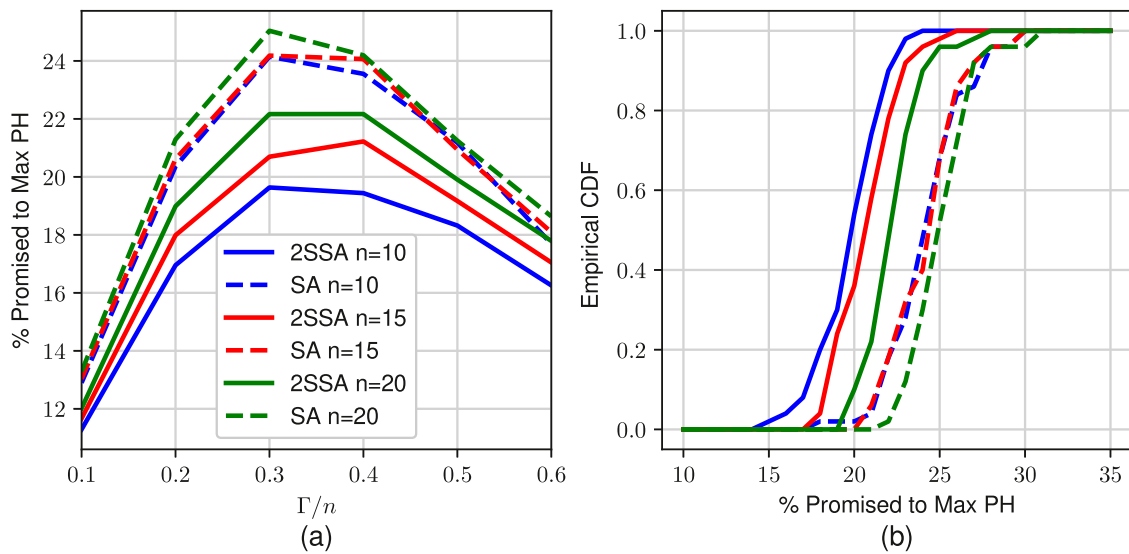 % Promised to Max PH
24
22
20
18
16
14
12
0.1 0.2 0.3 0.4 0.5 0.6
Γ/n
(a)
2SSA n=10
SA n=10
2SSA n=15
SA n=15
2SSA n=20
SA n=20
Empirical CDF
1.0
0.8
0.6
0.4
0.2
0.0
10 15 20 25 30 35
% Promised to Max PH
(b)